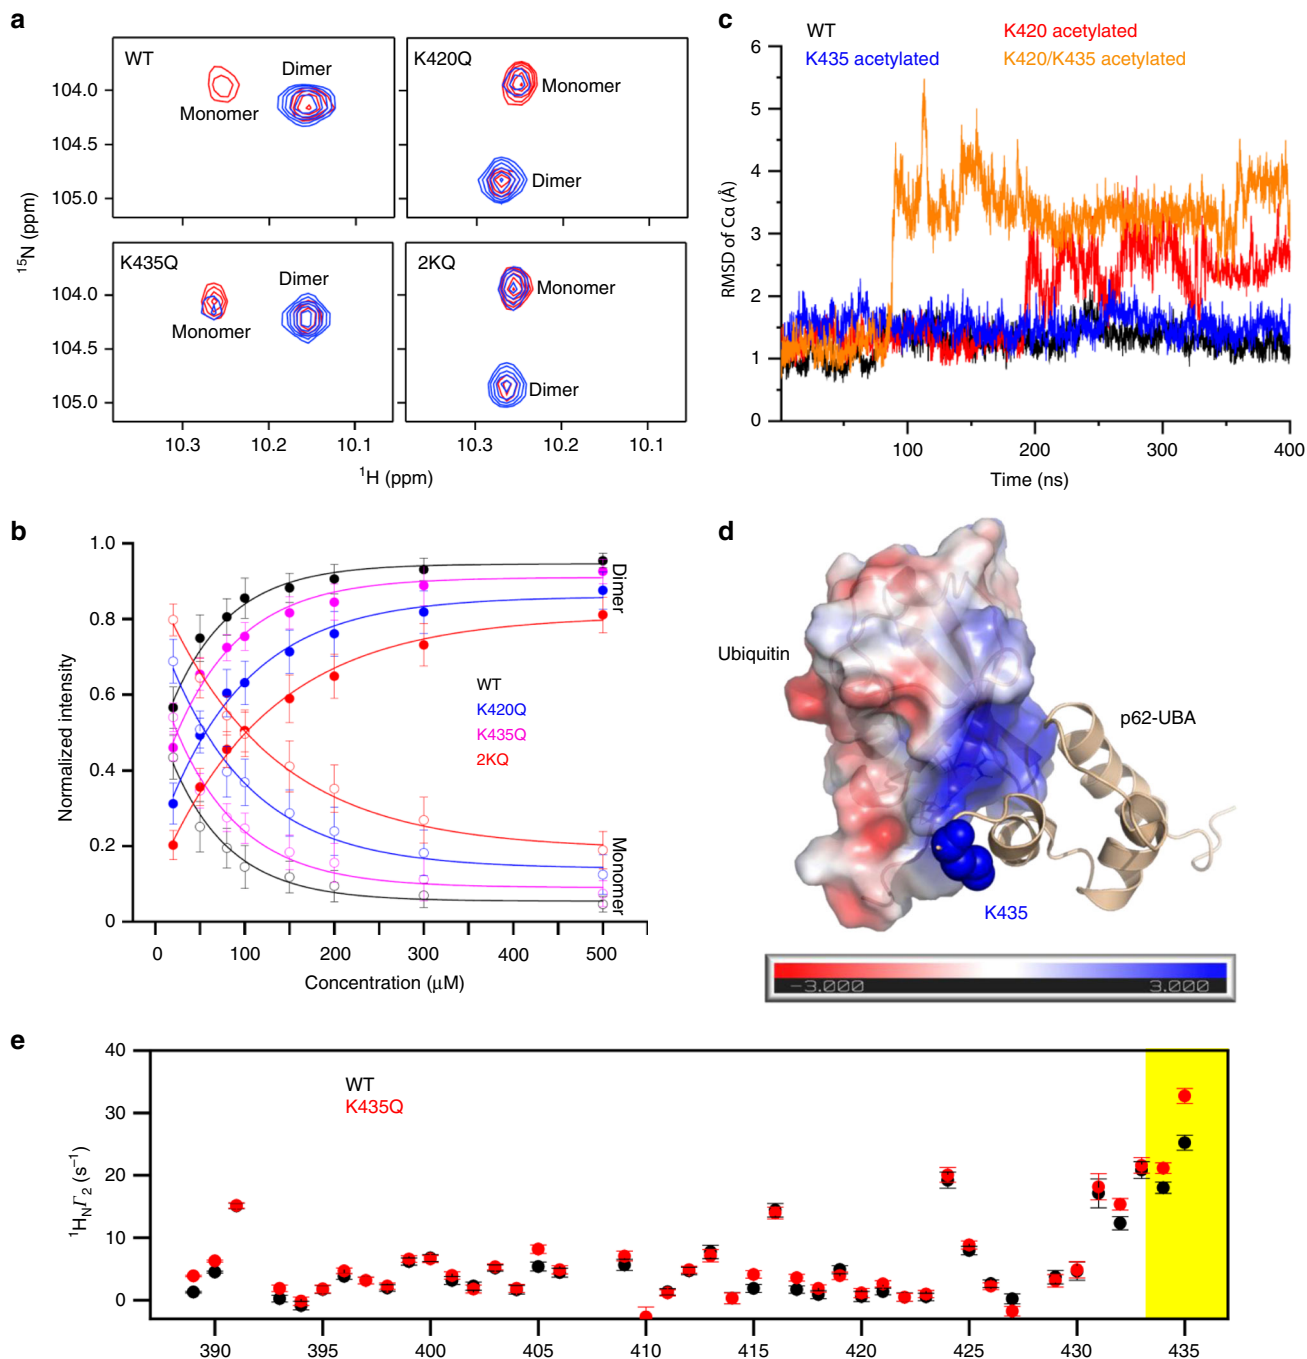 a
WT
Monomer
Dimer
K420Q
Monomer
Dimer
K435Q
Monomer
Dimer
2KQ
Monomer
Dimer
104.0
104.5
105.0
104.0
104.5
105.0
15N (ppm)
10.3 10.2 10.1
10.3 10.2 10.1
1H (ppm)
b
1.0
0.8
0.6
0.4
0.2
0
Normalized intensity
WT
K420Q
K435Q
2KQ
Dimer
Monomer
0 100 200 300 400 500
Concentration (μM)
c
WT
K435 acetylated
K420 acetylated
K420/K435 acetylated
6
5
4
3
2
1
0
RMSD of Cα (Å)
100 200 300 400
Time (ns)
d
Ubiquitin
p62-UBA
K435
−3.000 3.000
e
40
30
20
10
0
1HN Γ2 (s−1)
WT
K435Q
390 395 400 405 410 415 420 425 430 435